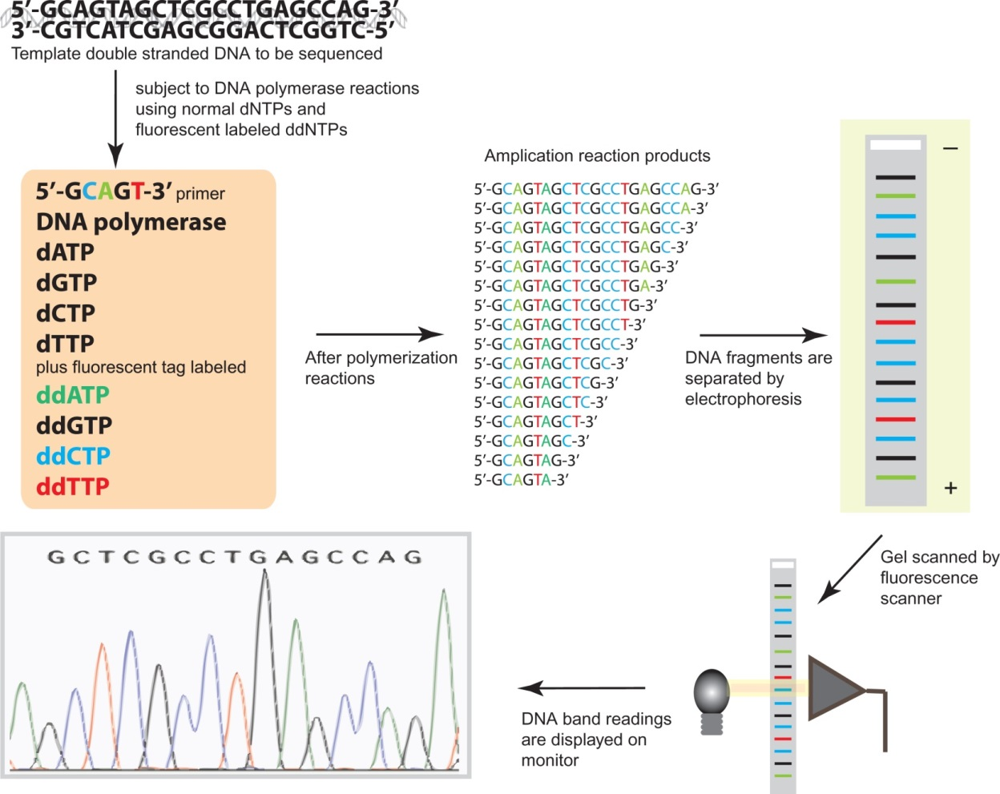 5′-GCAGTAGCTCGCCTGAGCCAG-3′
3′-CGTCATCGAGCGGACTCGGTC-5′
Template double stranded DNA to be sequenced
subject to DNA polymerase reactions
using normal dNTPs and
fluorescent labeled ddNTPs
5′-GCAGT-3′ primer
DNA polymerase
dATP
dGTP
dCTP
dTTP
plus fluorescent tag labeled
ddATP
ddGTP
ddCTP
ddTTP
After polymerization
reactions
Amplication reaction products
5′-GCAGTAGCTCGCCTGAGCCAG-3′
5′-GCAGTAGCTCGCCTGAGCCA-3′
5′-GCAGTAGCTCGCCTGAGCC-3′
5′-GCAGTAGCTCGCCTGAGC-3′
5′-GCAGTAGCTCGCCTGAG-3′
5′-GCAGTAGCTCGCCTGA-3′
5′-GCAGTAGCTCGCCTG-3′
5′-GCAGTAGCTCGCCT-3′
5′-GCAGTAGCTCGCC-3′
5′-GCAGTAGCTCGC-3′
5′-GCAGTAGCTCG-3′
5′-GCAGTAGCTC-3′
5′-GCAGTAGCT-3′
5′-GCAGTAGC-3′
5′-GCAGTAG-3′
5′-GCAGTA-3′
DNA fragments are
separated by
electrophoresis
−
+
Gel scanned by
fluorescence
scanner
DNA band readings
are displayed on
monitor
G C T C G C C T G A G C C A G